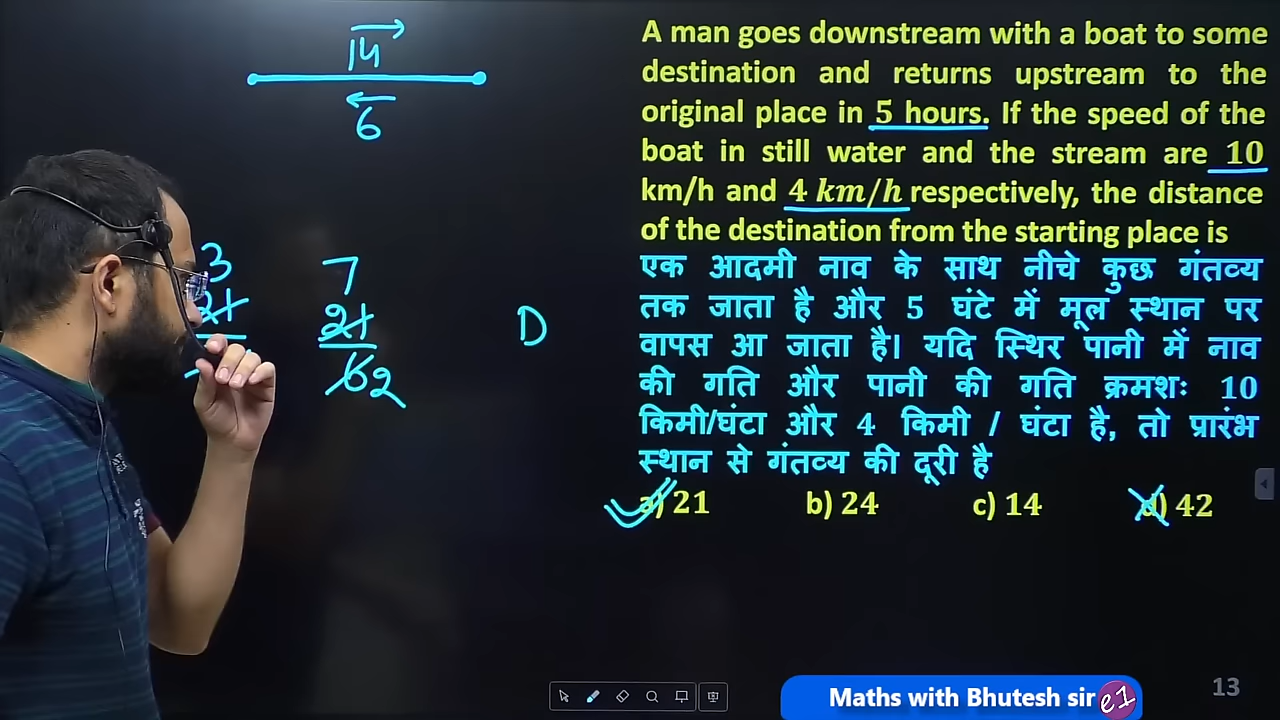 14
6
3
21
7
21
62
D
A man goes downstream with a boat to some
destination and returns upstream to the
original place in 5 hours. If the speed of the
boat in still water and the stream are 10
km/h and 4 km/h respectively, the distance
of the destination from the starting place is
एक आदमी नाव के साथ नीचे कुछ गंतव्य
तक जाता है और 5 घंटे में मूल स्थान पर
वापस आ जाता है। यदि स्थिर पानी में नाव
की गति और पानी की गति क्रमशः 10
किमी/घंटा और 4 किमी / घंटा है, तो प्रारंभ
स्थान से गंतव्य की दूरी है
a) 21 b) 24 c) 14 d) 42
Maths with Bhutesh sir e1
13